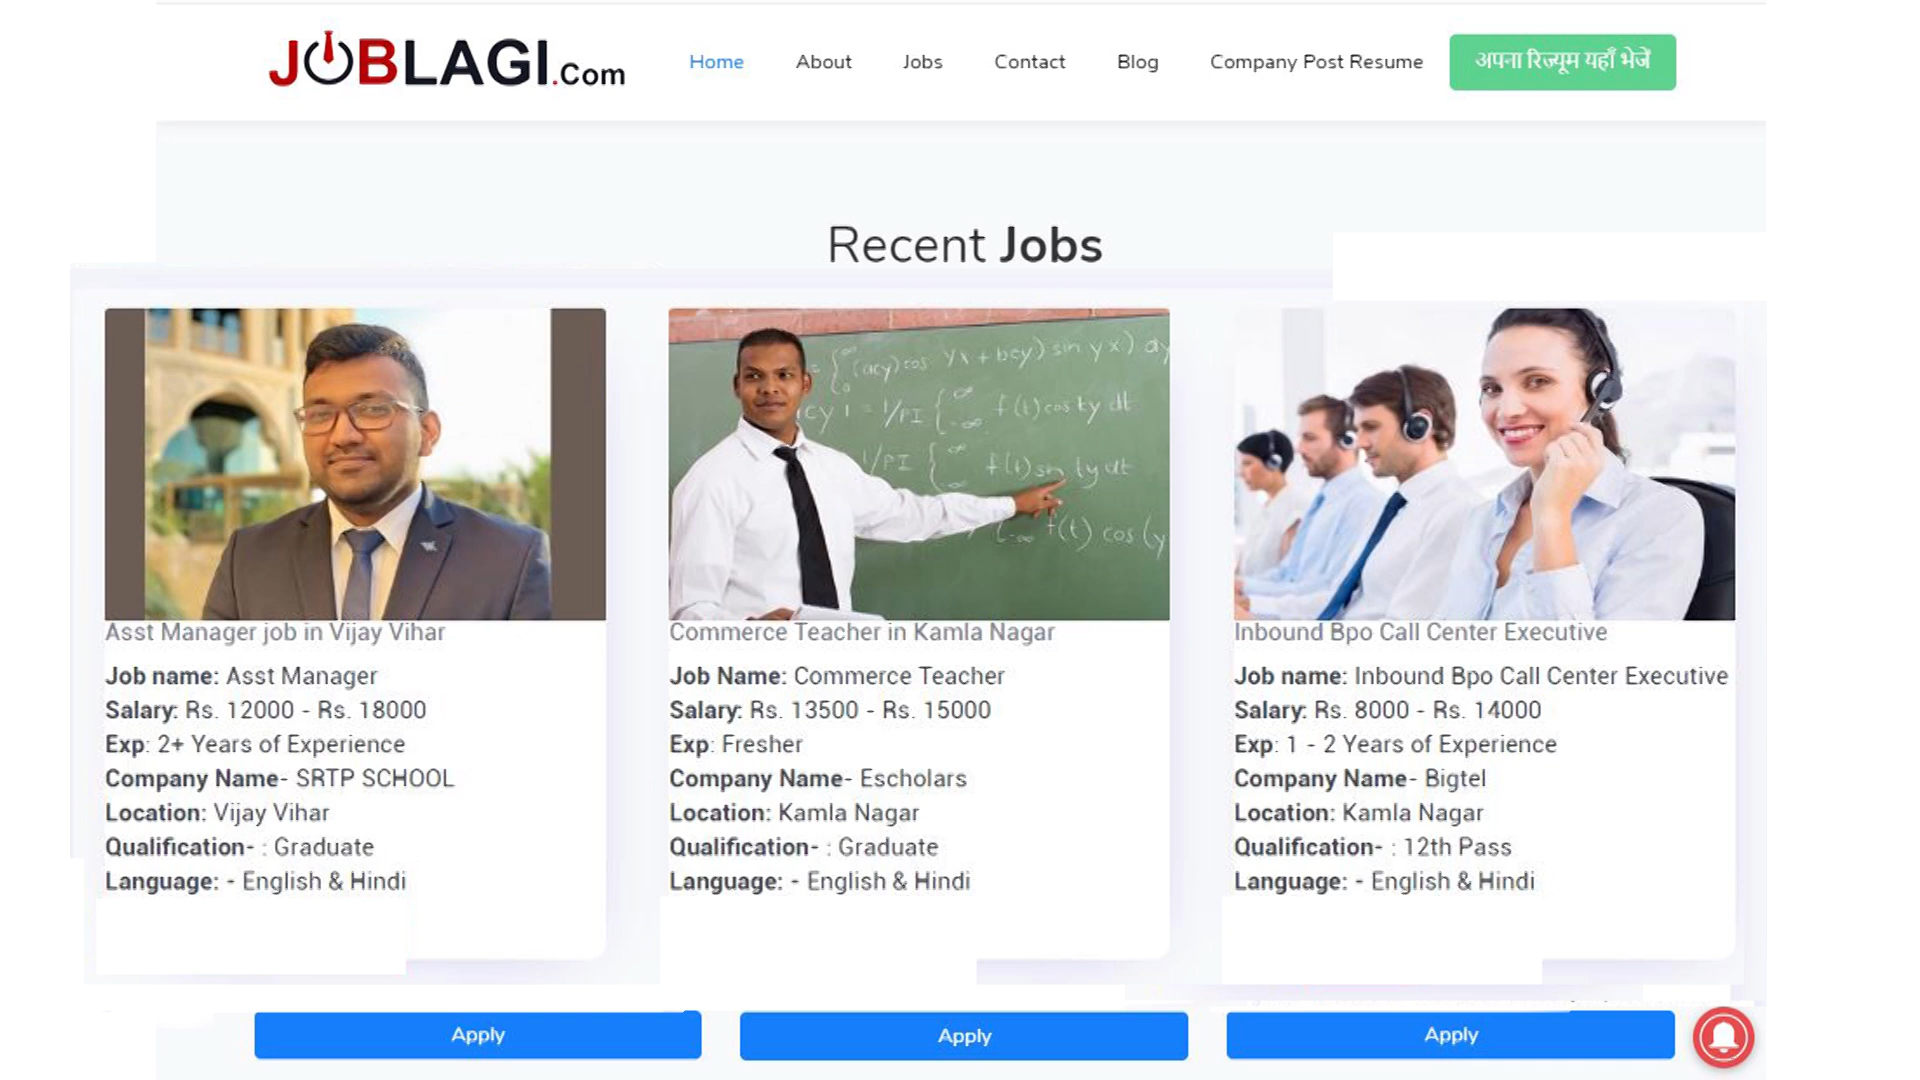 JOBLAGI.Com
Home
About
Jobs
Contact
Blog
Company Post Resume
अपना रिज्यूम यहाँ भेजें
Recent Jobs
Asst Manager job in Vijay Vihar
Job name: Asst Manager
Salary: Rs. 12000 - Rs. 18000
Exp: 2+ Years of Experience
Company Name- SRTP SCHOOL
Location: Vijay Vihar
Qualification- : Graduate
Language: - English & Hindi
Apply
Commerce Teacher in Kamla Nagar
Job Name: Commerce Teacher
Salary: Rs. 13500 - Rs. 15000
Exp: Fresher
Company Name- Escholars
Location: Kamla Nagar
Qualification- : Graduate
Language: - English & Hindi
Apply
Inbound Bpo Call Center Executive
Job name: Inbound Bpo Call Center Executive
Salary: Rs. 8000 - Rs. 14000
Exp: 1 - 2 Years of Experience
Company Name- Bigtel
Location: Kamla Nagar
Qualification- : 12th Pass
Language: - English & Hindi
Apply